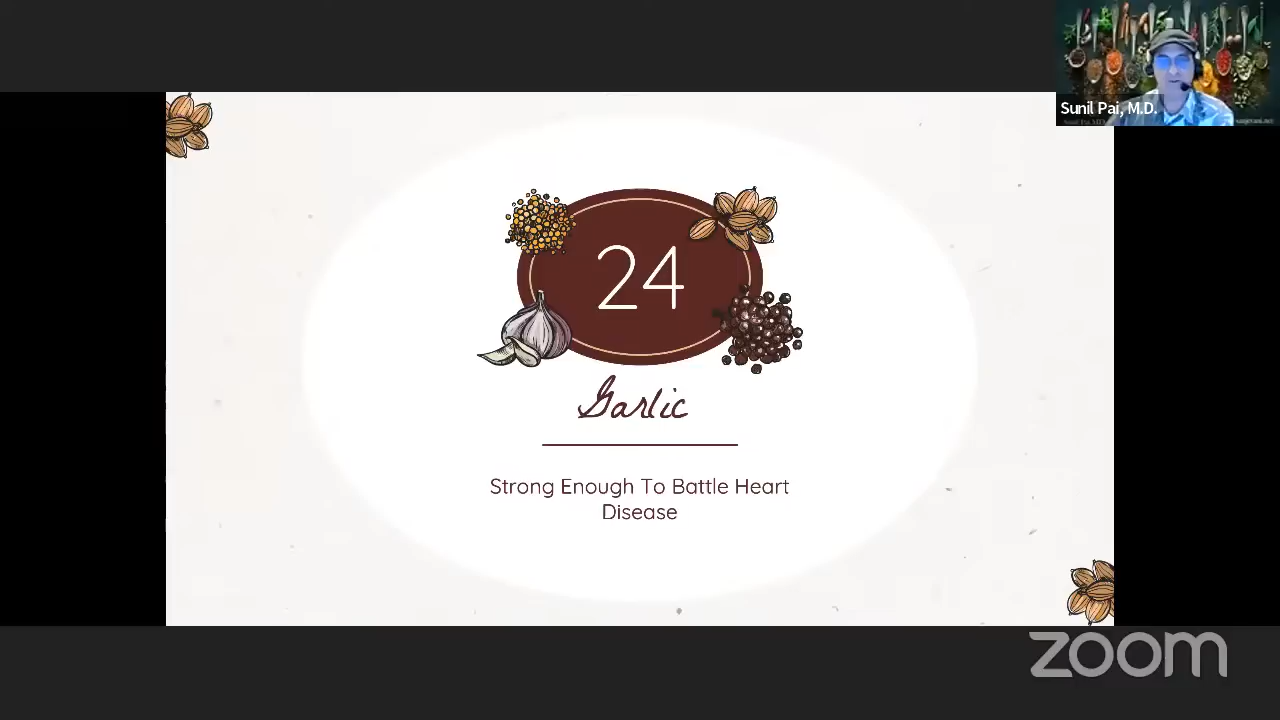 Sunil Pai, M.D.
24
Garlic
Strong Enough To Battle Heart
Disease
zoom